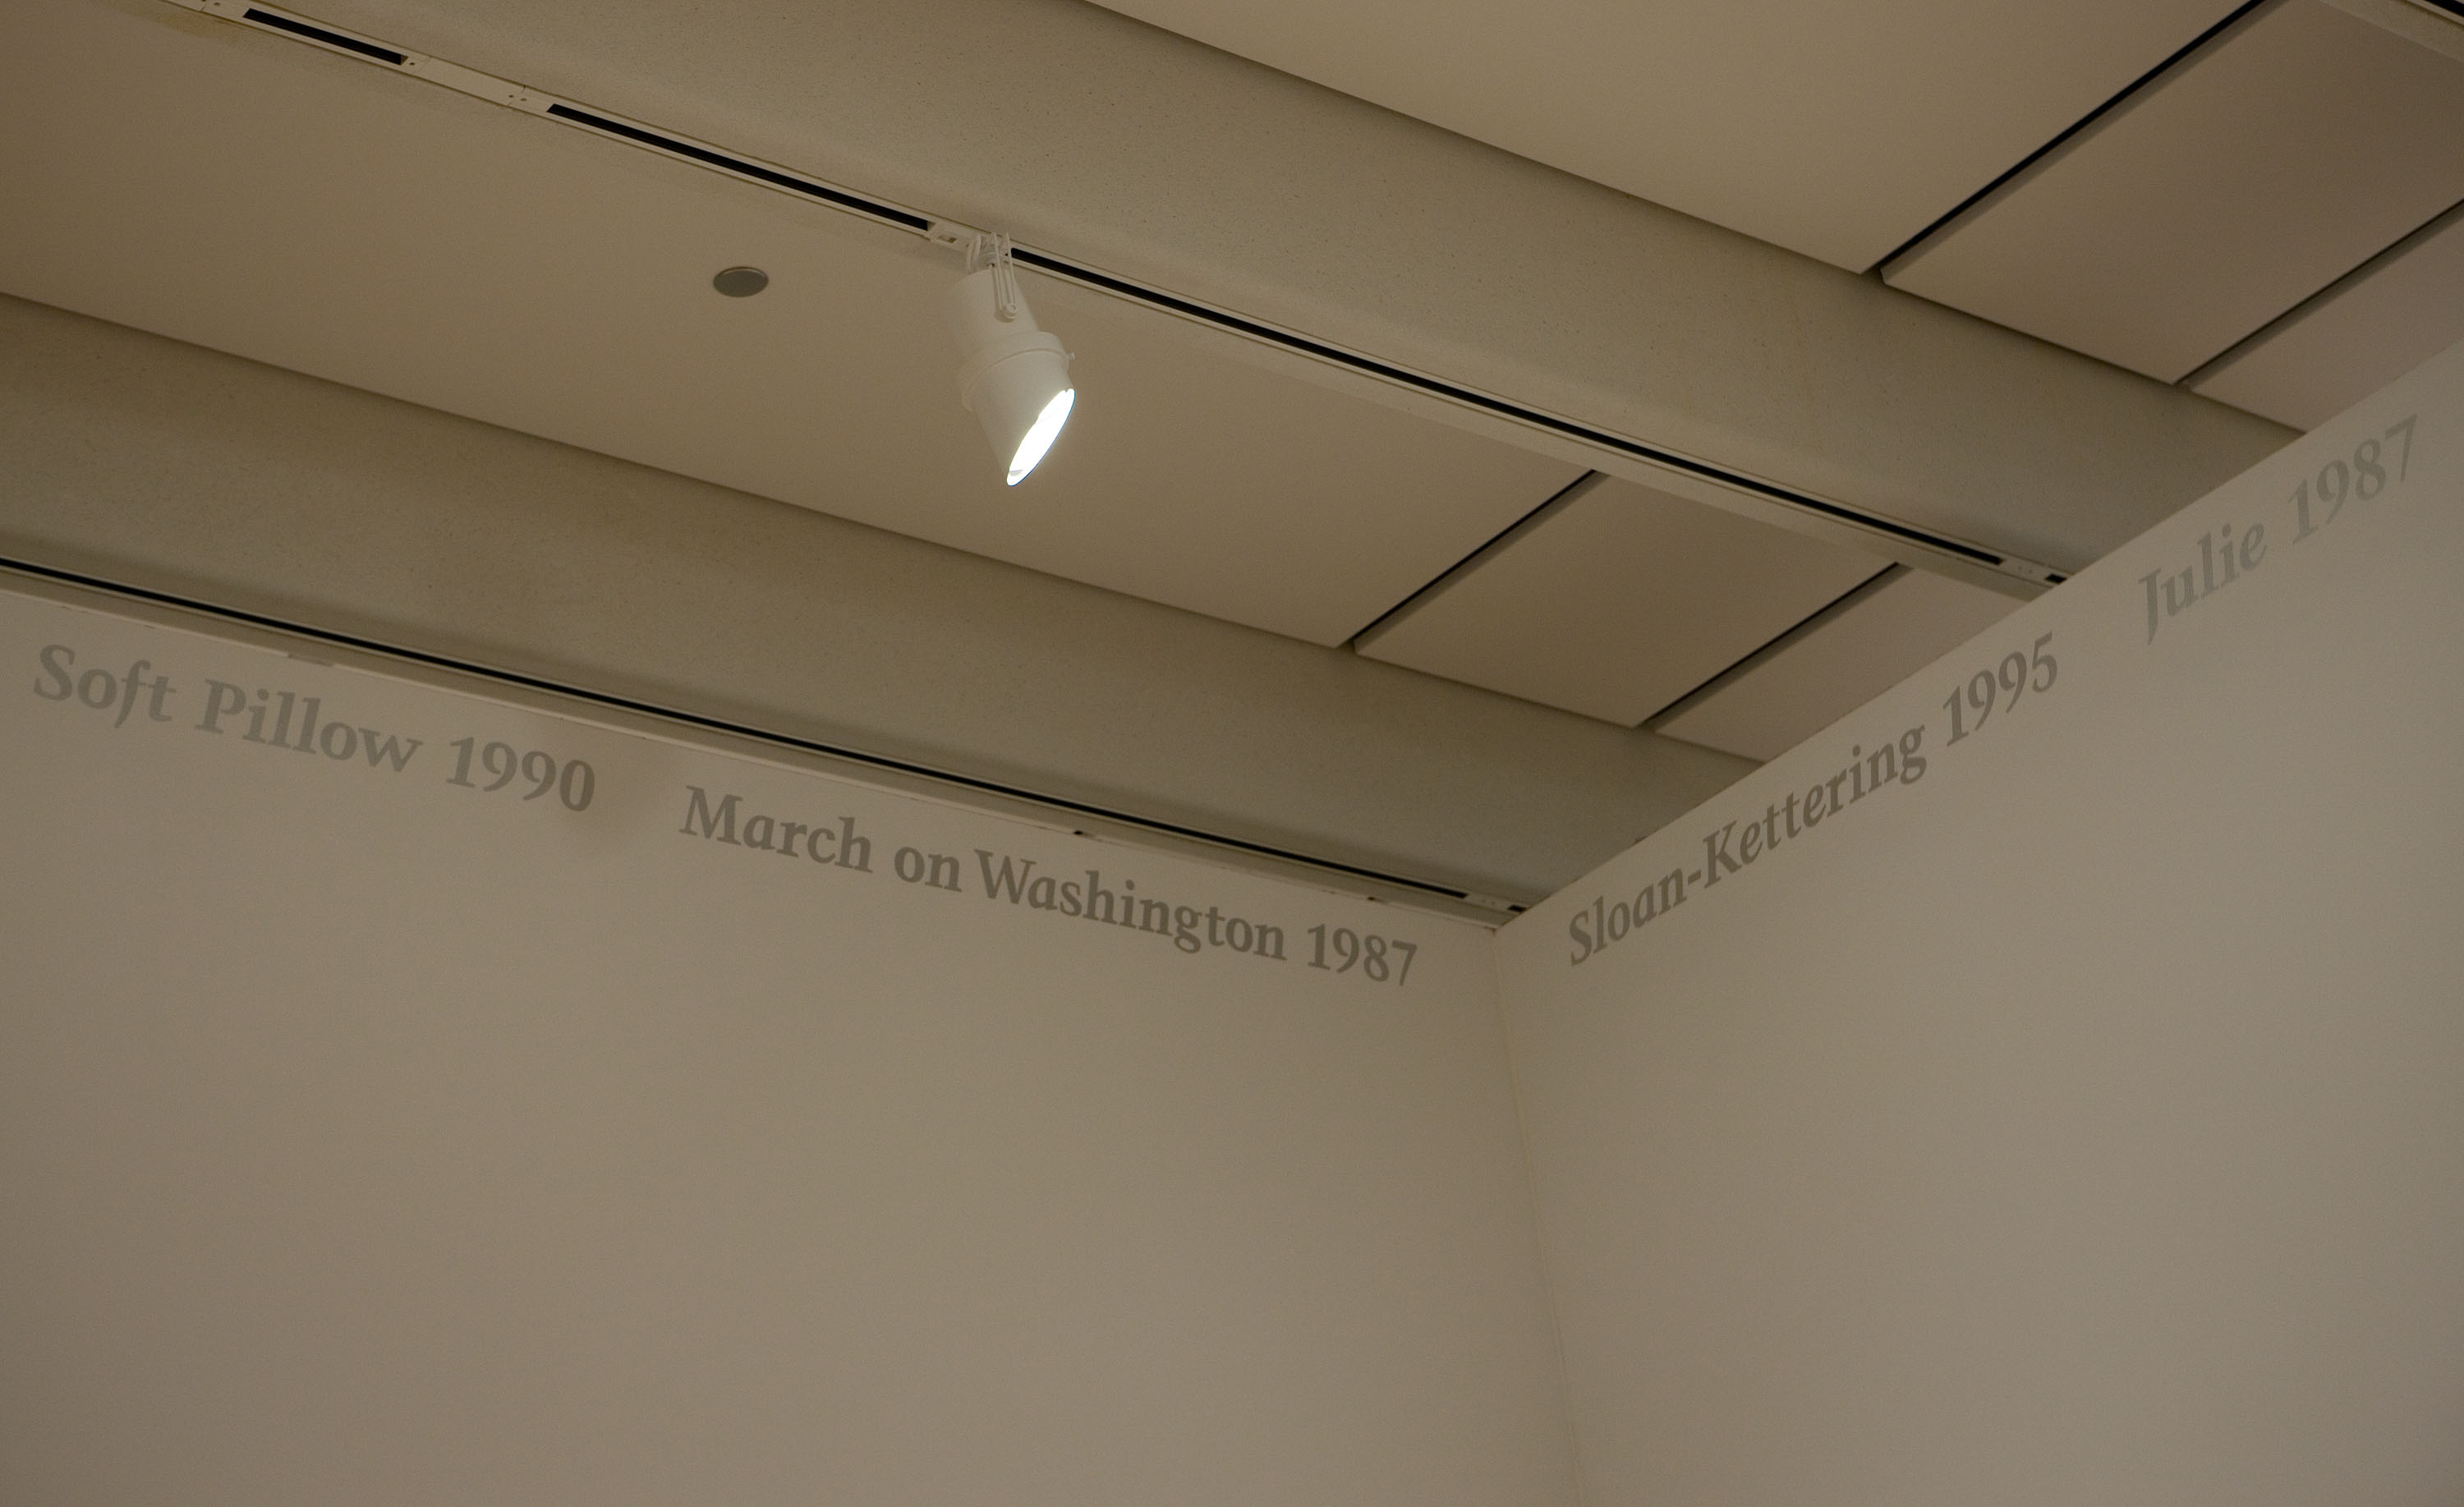 Soft Pillow 1990 March on Washington 1987
Sloan-Kettering 1995 Julie 1987